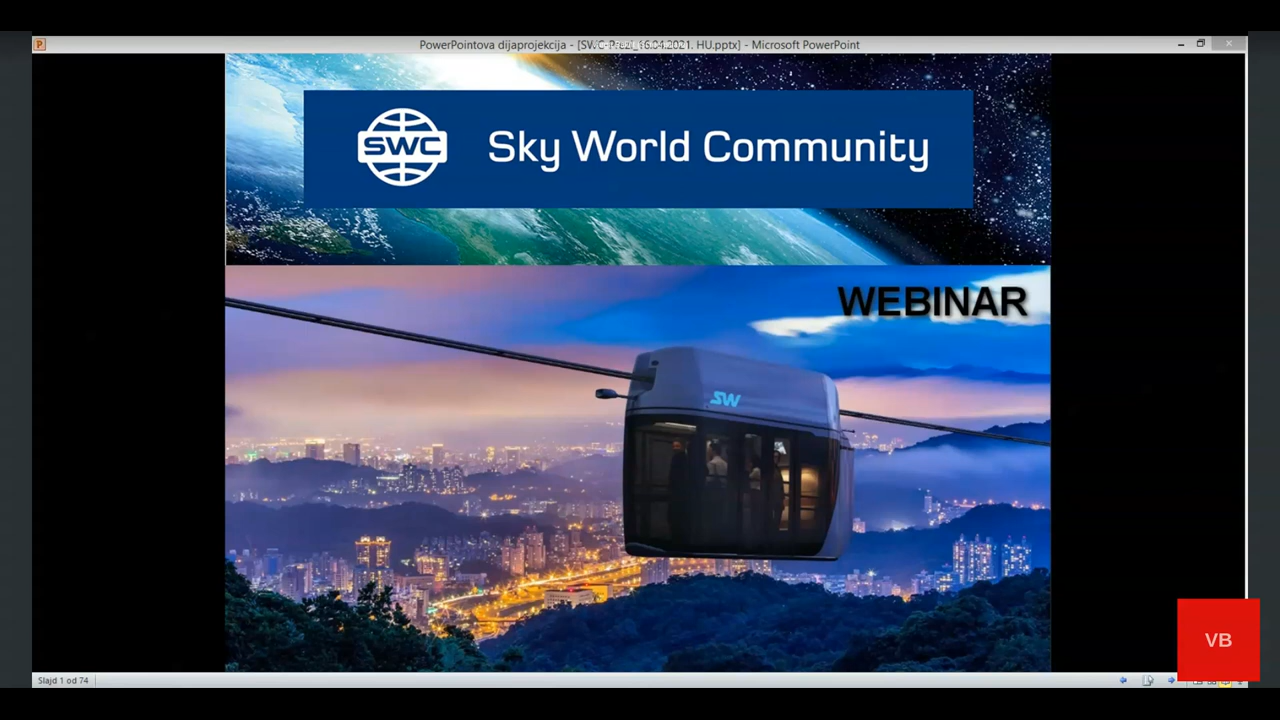 PowerPointova dijaprojekcija - [SWC Prezi_16.04.2021. HU.pptx] - Microsoft PowerPoint
SWC
Sky World Community
WEBINAR
SW
VB
Slajd 1 od 74